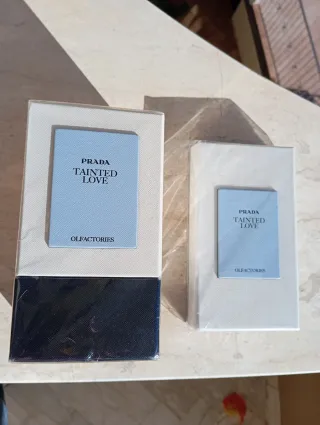 PRADA
TAINTED
LOVE
OLFACTORIES
PRADA
TAINTED
LOVE
OLFACTORIES